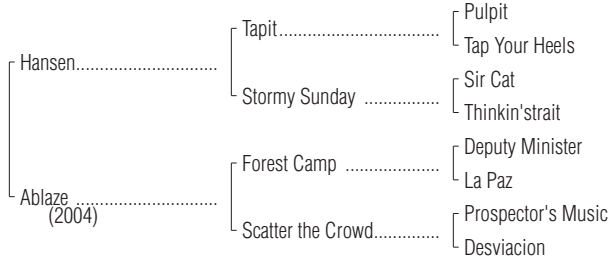 Pulpit
Tapit
Tap Your Heels
Hansen
Sir Cat
Stormy Sunday
Thinkin'strait
Deputy Minister
Forest Camp
La Paz
Ablaze
(2004)
Prospector's Music
Scatter the Crowd
Desviacion